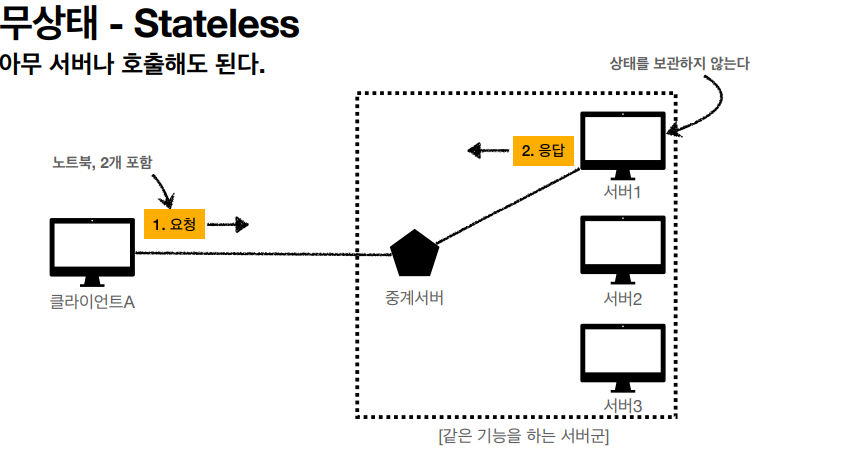 무상태 - Stateless
아무 서버나 호출해도 된다.
상태를 보관하지 않는다
노트북, 2개 포함
1. 요청
2. 응답
서버1
클라이언트A
중계서버
서버2
서버3
[같은 기능을 하는 서버군]